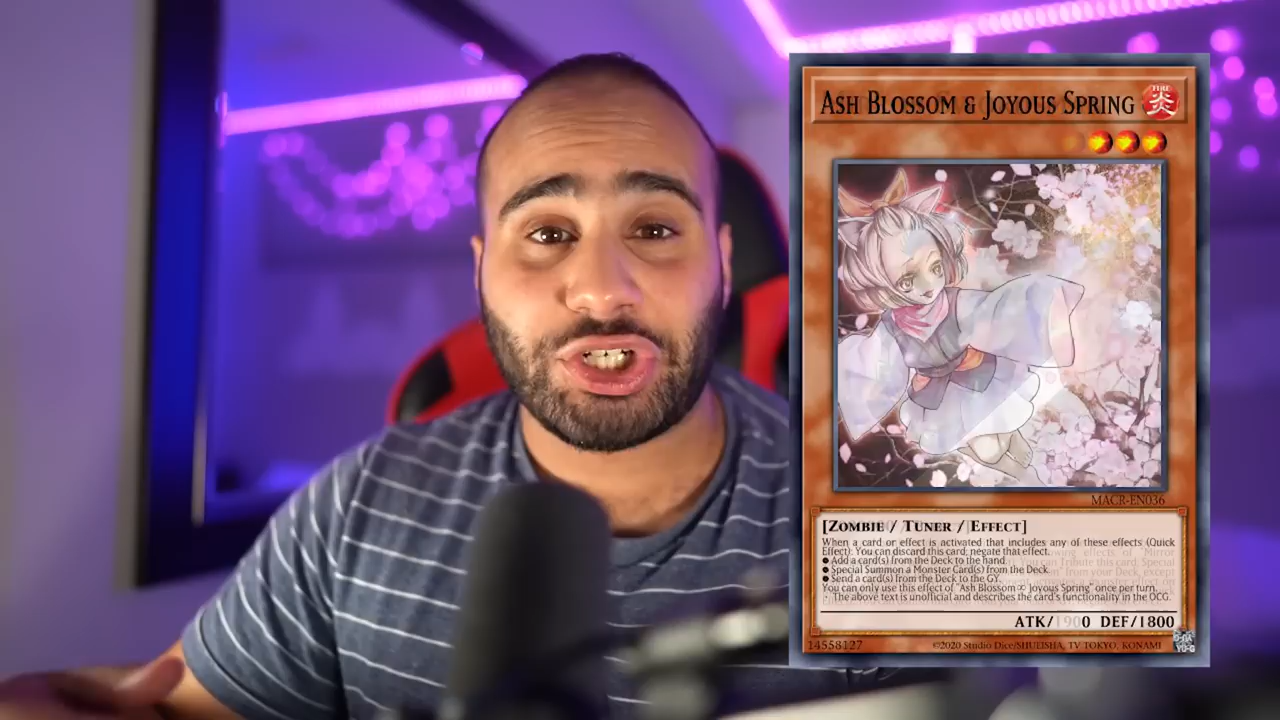 ASH BLOSSOM & JOYOUS SPRING
FIRE
炎
MACR-EN036
[ZOMBIE / TUNER / EFFECT]
When a card or effect is activated that includes any of these effects (Quick
Effect): You can discard this card; negate that effect.
● Add a card(s) from the Deck to the hand.
● Special Summon a Monster Card(s) from the Deck.
● Send a card(s) from the Deck to the GY.
You can only use this effect of "Ash Blossom & Joyous Spring" once per turn.
The above text is unofficial and describes the card's functionality in the OCG.
ATK/ DEF/1800
14558127 ©2020 Studio Dice/SHUEISHA, TV TOKYO, KONAMI